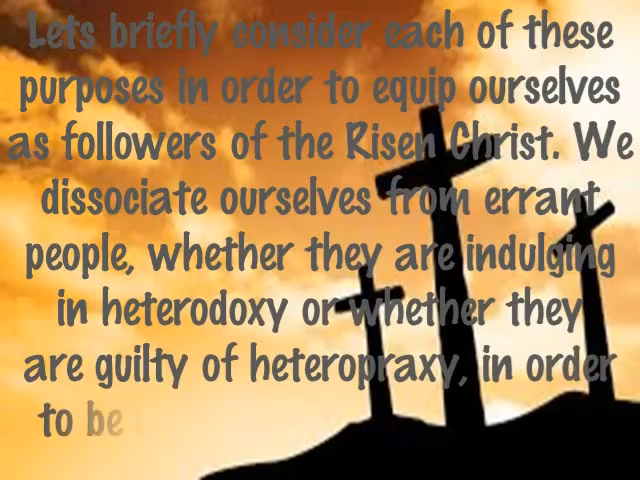 Lets briefly consider each of these
purposes in order to equip ourselves
as followers of the Risen Christ. We
dissociate ourselves from errant
people, whether they are indulging
in heterodoxy or whether they
are guilty of heteropraxy, in order
to be